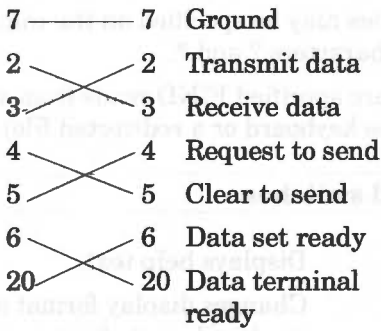 7 7 Ground
2 2 Transmit data
3 3 Receive data
4 4 Request to send
5 5 Clear to send
6 6 Data set ready
20 20 Data terminal
ready